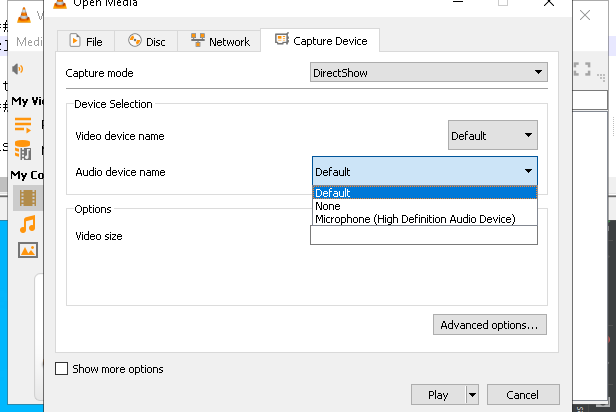 Open Media
Medi
File
Disc
Network
Capture Device
Capture mode
DirectShow
My Vi
Device Selection
Video device name
Default
My Co
Audio device name
Default
Default
None
Microphone (High Definition Audio Device)
Options
Video size
Advanced options...
Show more options
Play
Cancel